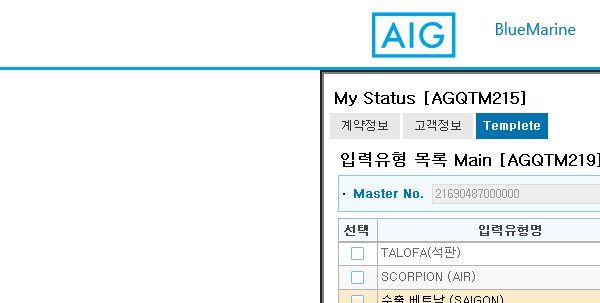 AIG
BlueMarine
My Status [AGQTM215]
계약정보 고객정보 Templete
입력유형 목록 Main [AGQTM219]
· Master No. 21690487000000
선택 입력유형명
TALOFA(석판)
SCORPION (AIR)
수출 베트남 (SAIGON)